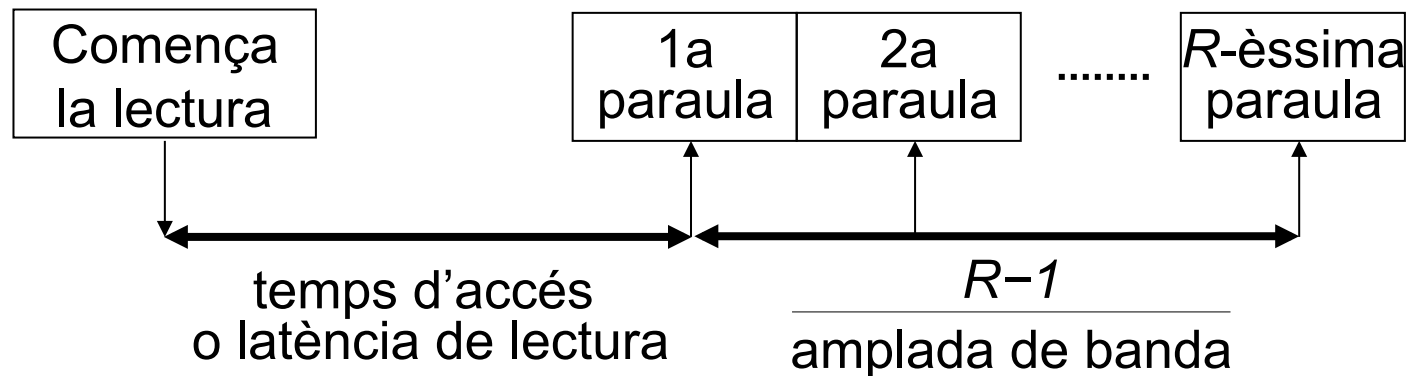 Comença
la lectura
1a
paraula
2a
paraula
........
R-èssima
paraula
temps d’accés
o latència de lectura
R−1
amplada de banda